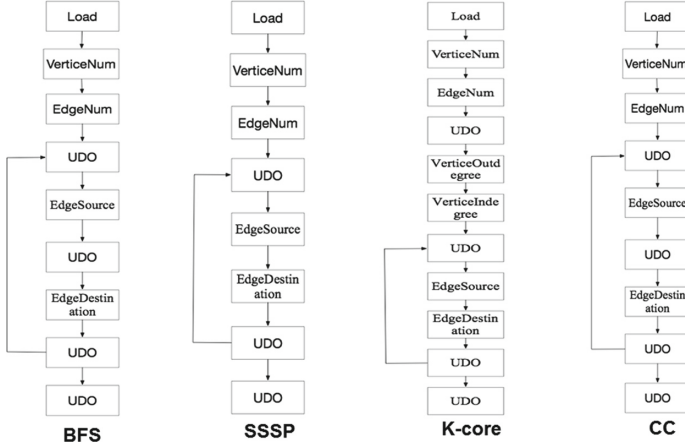 Load
VerticeNum
EdgeNum
UDO
EdgeSource
UDO
EdgeDestin
ation
UDO
UDO
BFS
Load
VerticeNum
EdgeNum
UDO
EdgeSource
EdgeDestin
ation
UDO
UDO
SSSP
Load
VerticeNum
EdgeNum
UDO
VerticeOutd
egree
VerticeInde
gree
UDO
EdgeSource
EdgeDestin
ation
UDO
UDO
K-core
Load
VerticeNum
EdgeNum
UDO
EdgeSource
UDO
EdgeDestin
ation
UDO
UDO
CC